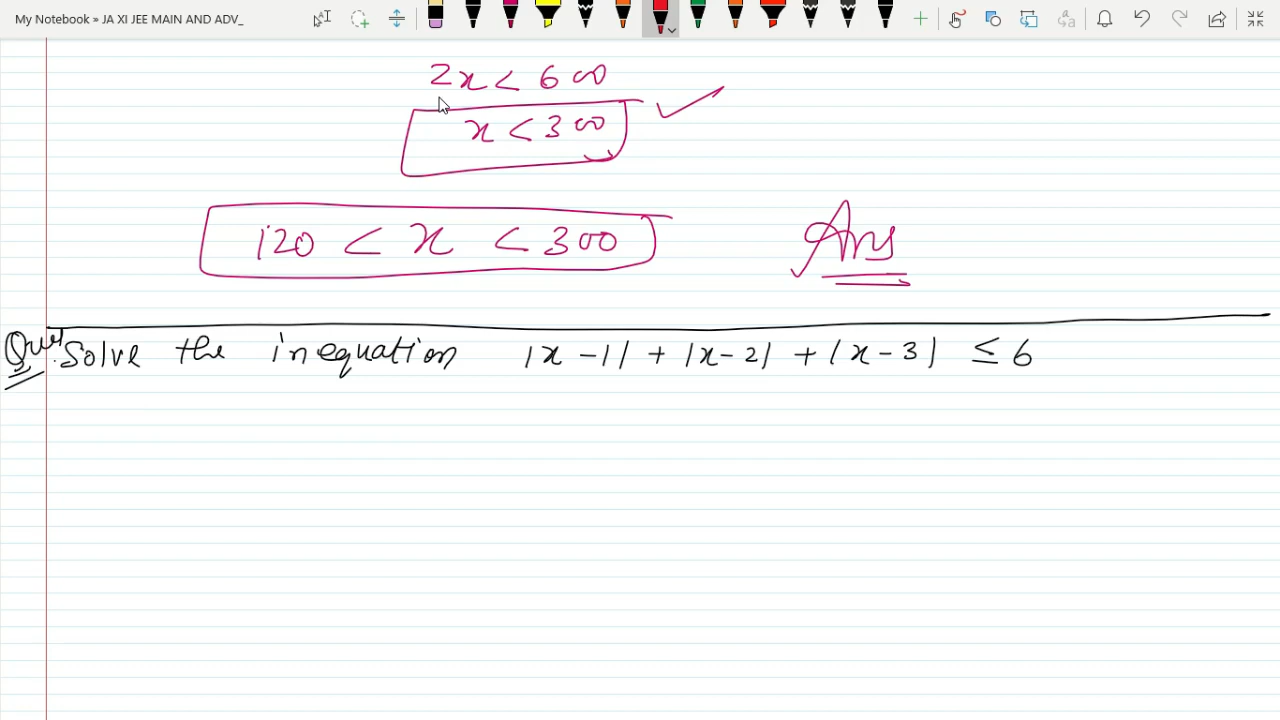 My Notebook » JA XI JEE MAIN AND ADV_
2x < 600
x < 300
120 < x < 300 Ans
Ques. Solve the inequation |x - 1| + |x - 2| + |x - 3| ≤ 6